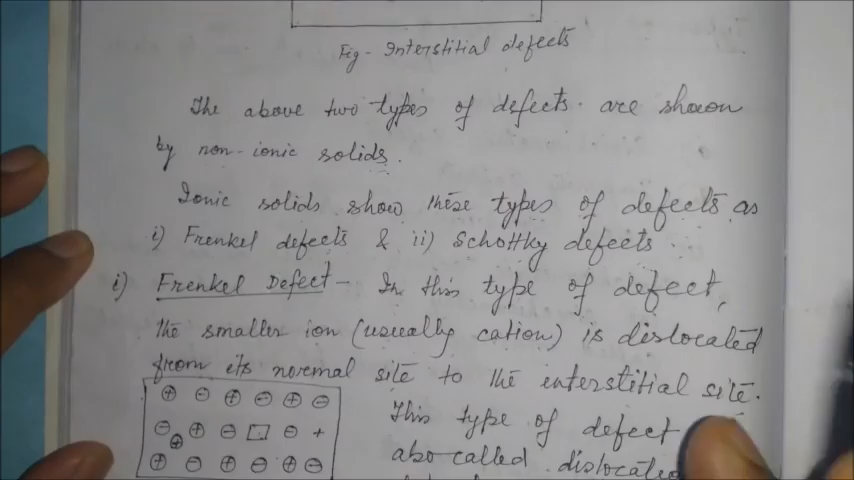 Fig - Interstitial defects
The above two types of defects. are shown
by non-ionic solids.
Ionic solids show these types of defects as
i) Frenkel defects & ii) Schottky defects
i) Frenkel Defect - In this type of defect,
the smaller ion (usually cation) is dislocated
from its normal site to the interstitial site.
This type of defect
also called dislocation